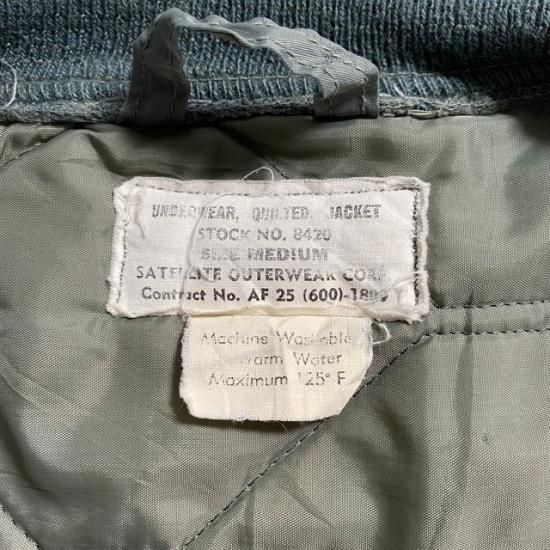 UNDERWEAR, QUILTED, JACKET
STOCK NO. 8420
SIZE MEDIUM
SATELLITE OUTERWEAR CORP.
Contract No. AF 25 (600)-
Machine Washable
Warm Water
Maximum 125° F